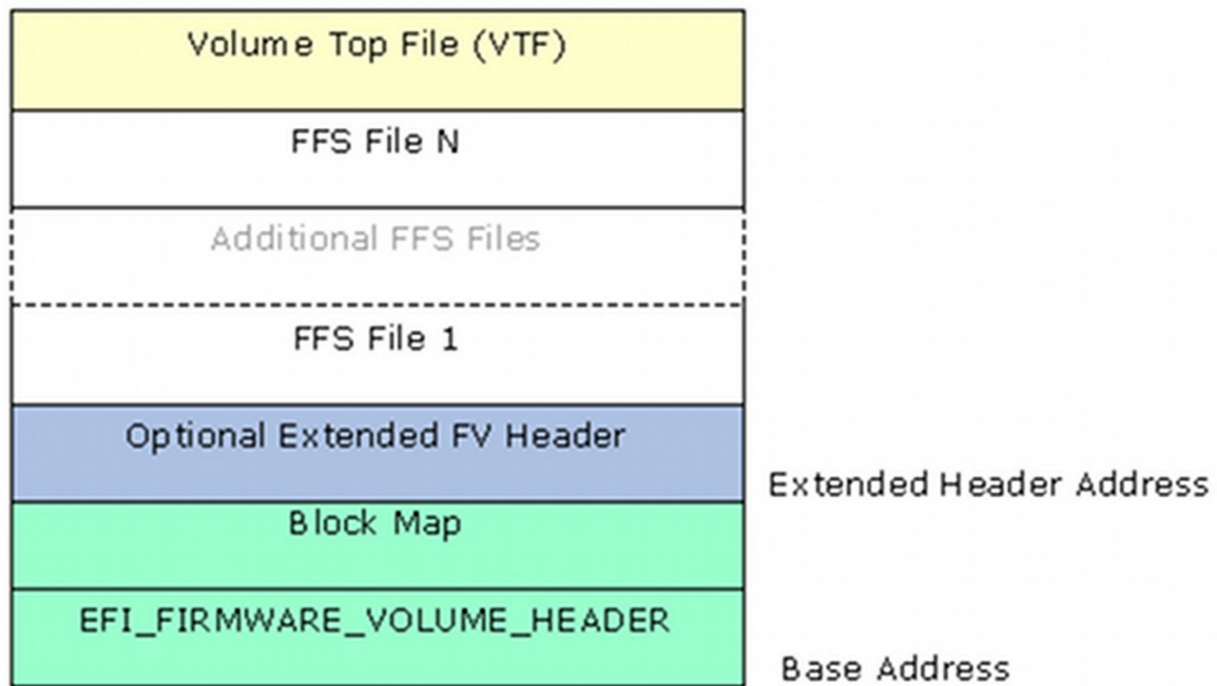 Volume Top File (VTF)
FFS File N
Additional FFS Files
FFS File 1
Optional Extended FV Header
Extended Header Address
Block Map
EFI_FIRMWARE_VOLUME_HEADER
Base Address